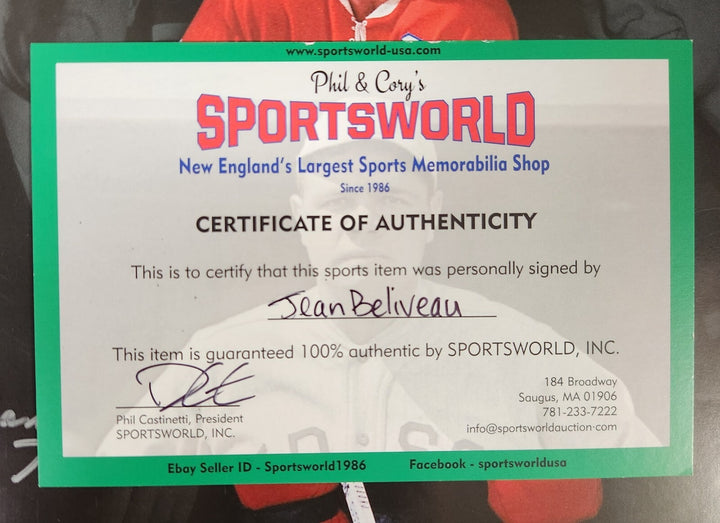 www.sportsworld-usa.com
Phil & Cory's
SPORTSWORLD
New England's Largest Sports Memorabilia Shop
Since 1986
CERTIFICATE OF AUTHENTICITY
This is to certify that this sports item was personally signed by
Jean Beliveau
This item is guaranteed 100% authentic by SPORTSWORLD, INC.
Phil Castinetti, President
SPORTSWORLD, INC.
184 Broadway
Saugus, MA 01906
781-233-7222
info@sportsworldauction.com
Ebay Seller ID - Sportsworld1986
Facebook - sportsworldusa